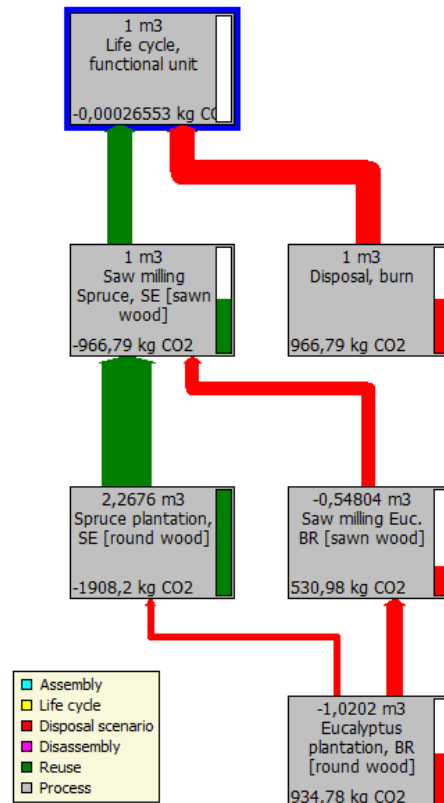 1 m3
Life cycle,
functional unit
-0,00026553 kg CO
1 m3
Saw milling
Spruce, SE [sawn
wood]
-966,79 kg CO2
1 m3
Disposal, burn
966,79 kg CO2
2,2676 m3
Spruce plantation,
SE [round wood]
-1908,2 kg CO2
-0,54804 m3
Saw milling Euc.
BR [sawn wood]
530,98 kg CO2
-1,0202 m3
Eucalyptus
plantation, BR
[round wood]
934,78 kg CO2
Assembly
Life cycle
Disposal scenario
Disassembly
Reuse
Process